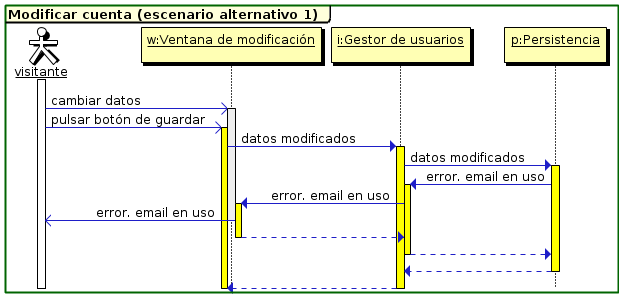 Modificar cuenta (escenario alternativo 1)
w:Ventana de modificación
i:Gestor de usuarios
p:Persistencia
visitante
cambiar datos
pulsar botón de guardar
datos modificados
datos modificados
error. email en uso
error. email en uso
error. email en uso